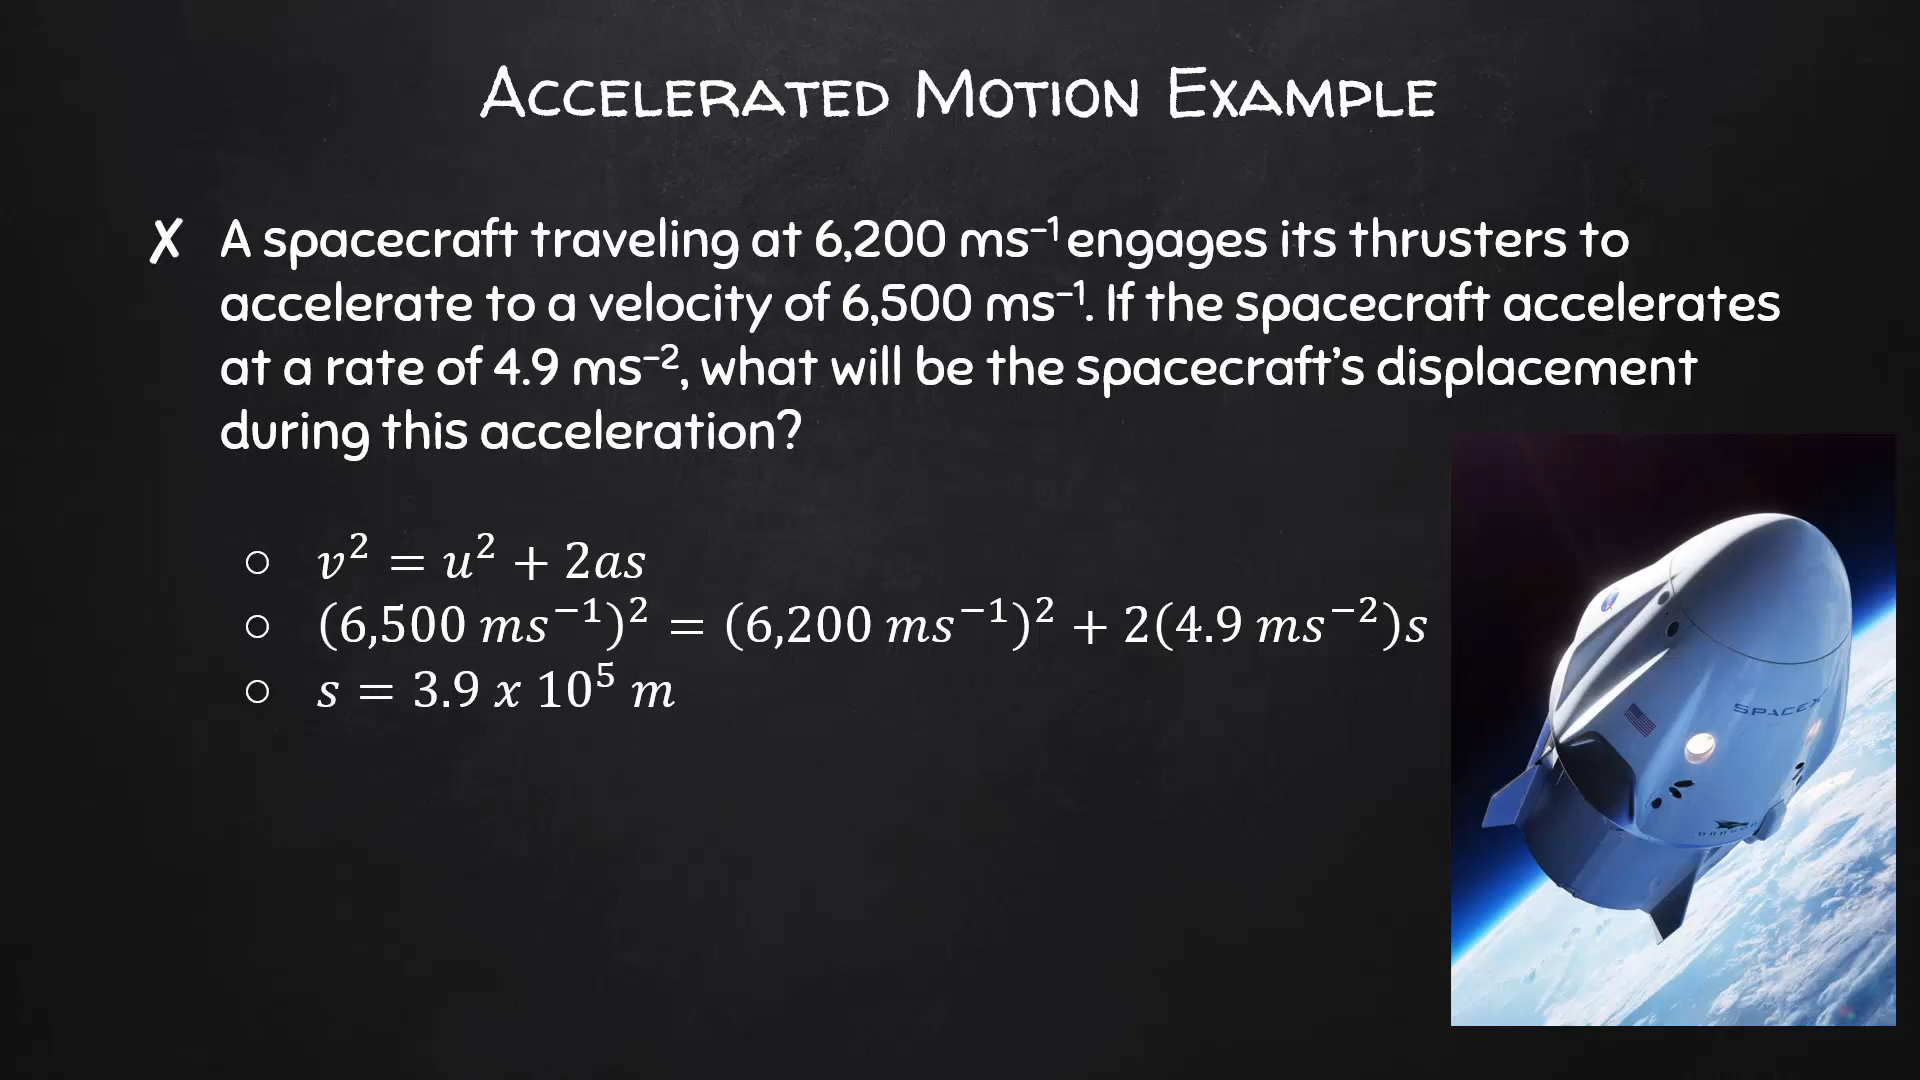 Accelerated Motion Example
✗ A spacecraft traveling at 6,200 ms⁻¹ engages its thrusters to
accelerate to a velocity of 6,500 ms⁻¹. If the spacecraft accelerates
at a rate of 4.9 ms⁻², what will be the spacecraft's displacement
during this acceleration?
○ v² = u² + 2as
○ (6,500 ms⁻¹)² = (6,200 ms⁻¹)² + 2(4.9 ms⁻²)s
○ s = 3.9 x 10⁵ m
SPACEX
DRAGON